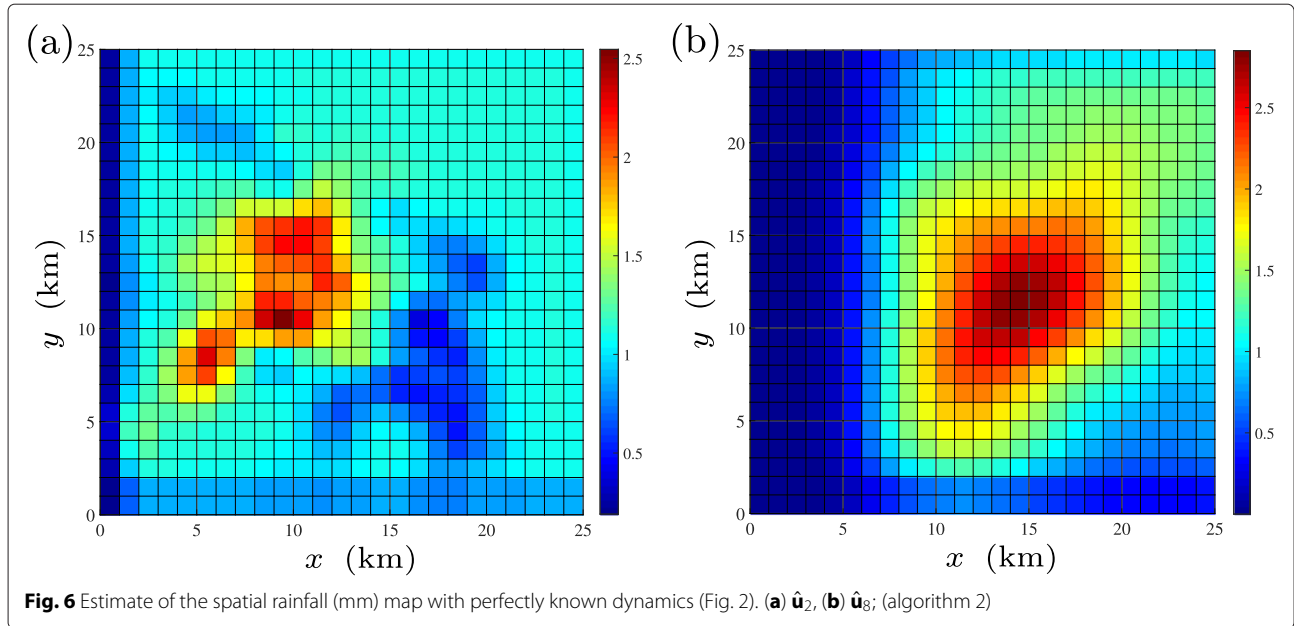 (a)
25
20
15
10
5
0
y (km)
0 5 10 15 20 25
x (km)
2.5
2
1.5
1
0.5
(b)
25
20
15
10
5
0
y (km)
0 5 10 15 20 25
x (km)
2.5
2
1.5
1
0.5
Fig. 6 Estimate of the spatial rainfall (mm) map with perfectly known dynamics (Fig. 2). (a) û₂, (b) û₈; (algorithm 2)